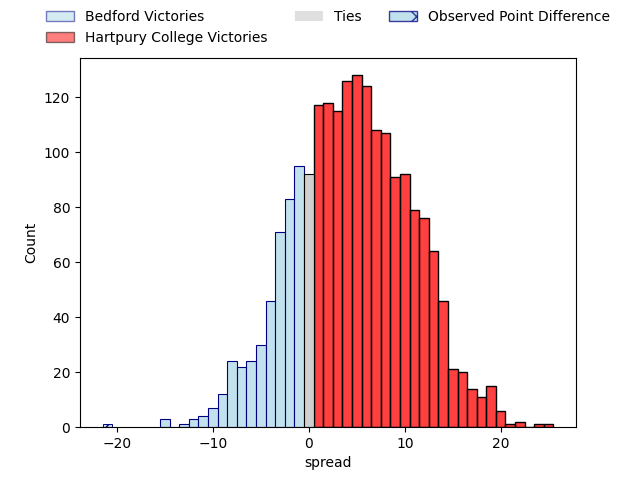 Bedford Victories
Ties
Observed Point Difference
Hartpury College Victories
120
100
80
60
40
20
0
Count
−20
−10
0
10
20
spread